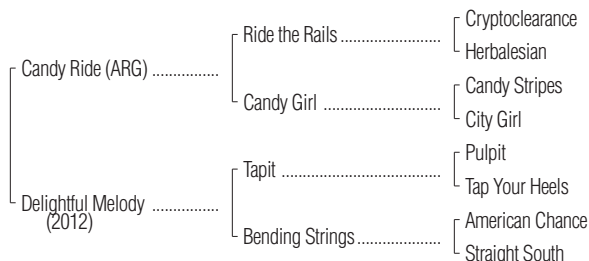 Cryptoclearance
Ride the Rails
Herbalesian
Candy Ride (ARG)
Candy Stripes
Candy Girl
City Girl
Pulpit
Tapit
Tap Your Heels
Delightful Melody
(2012)
American Chance
Bending Strings
Straight South